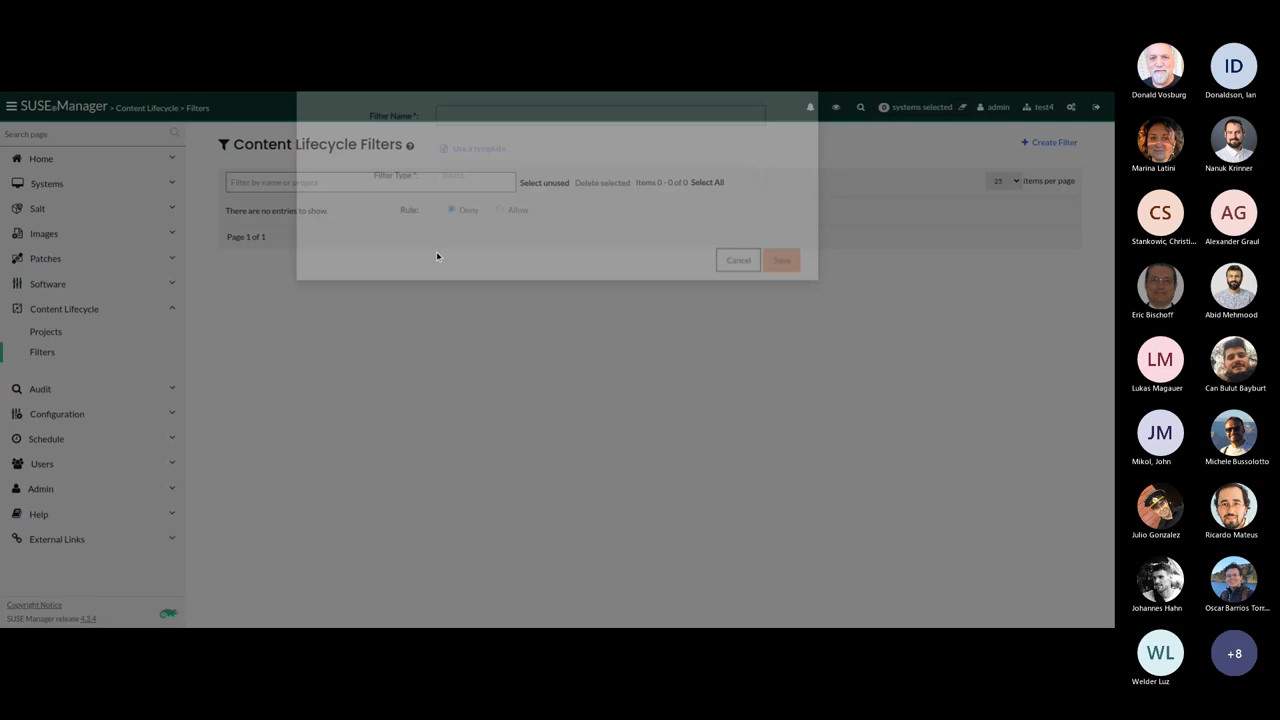 SUSE Manager > Content Lifecycle > Filters
systems selected
admin
test4
Search page
Home
Systems
Salt
Images
Patches
Software
Content Lifecycle
Projects
Filters
Audit
Configuration
Schedule
Users
Admin
Help
External Links
Copyright Notice
SUSE Manager release 4.3.4
Content Lifecycle Filters
Create Filter
Filter by name or project
Select unused Delete selected Items 0 - 0 of 0 Select All
25 items per page
There are no entries to show.
Page 1 of 1
Filter Name *:
Use a template
Filter Type *:
Rule: Deny Allow
Cancel Save
Donald Vosburg
ID
Donaldson, Ian
Marina Latini
Nanuk Krinner
CS
Stankovic, Christi...
AG
Alexander Graul
Eric Bischoff
Abid Mehmood
LM
Lukas Magauer
Can Bulut Bayburt
JM
Mikol, John
Michele Bussolotto
Julio Gonzalez
Ricardo Mateus
Johannes Hahn
Oscar Barrios Torr...
WL
Welder Luz
+8